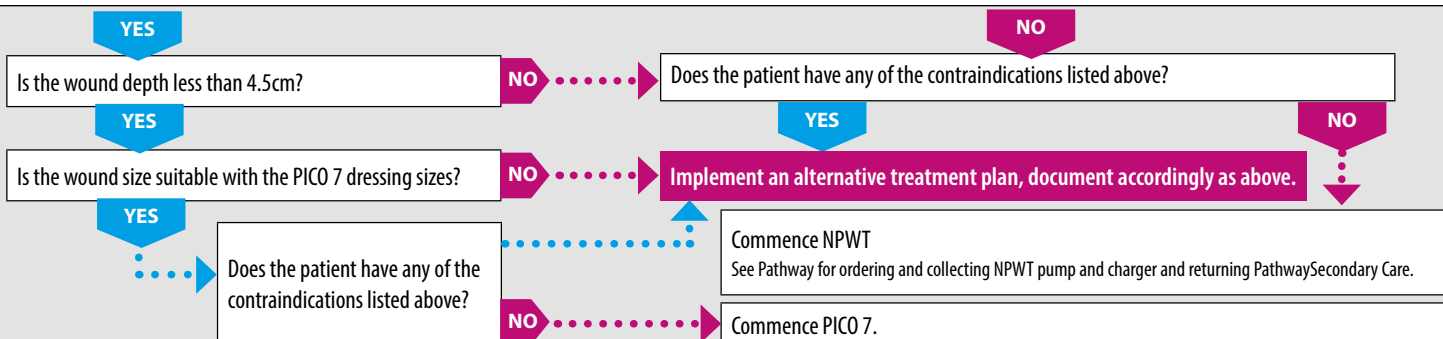 YES
NO
Is the wound depth less than 4.5cm?
NO
Does the patient have any of the contraindications listed above?
YES
YES
NO
Is the wound size suitable with the PICO 7 dressing sizes?
NO
Implement an alternative treatment plan, document accordingly as above.
YES
Does the patient have any of the
contraindications listed above?
Commence NPWT
See Pathway for ordering and collecting NPWT pump and charger and returning PathwaySecondary Care.
NO
Commence PICO 7.